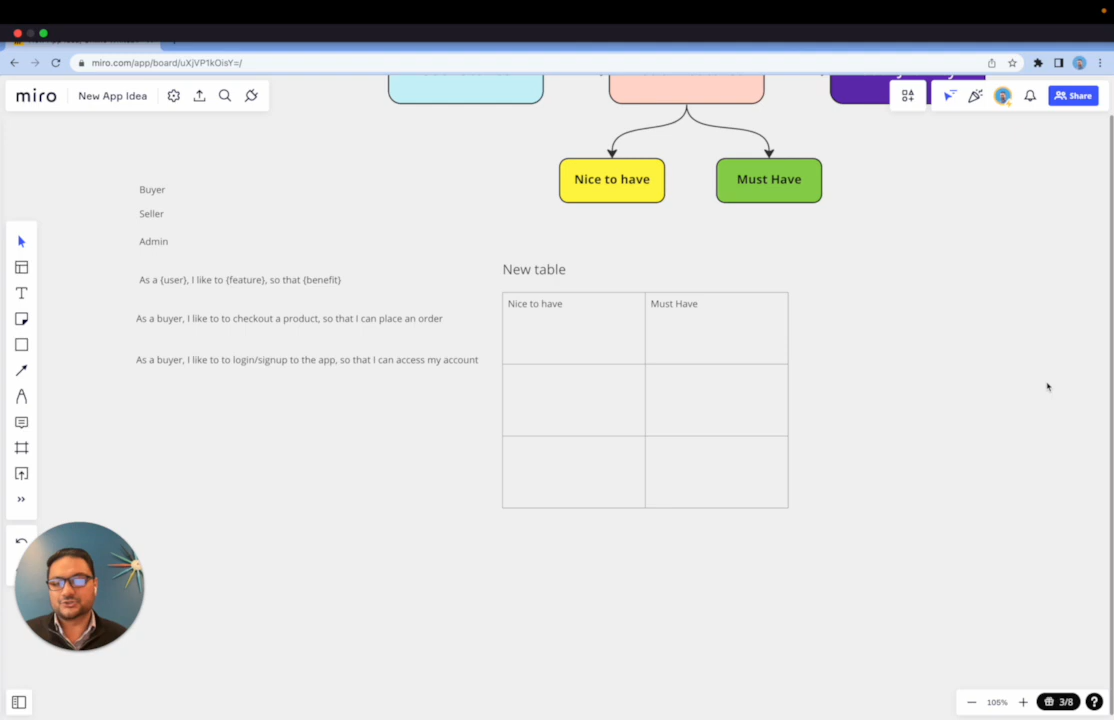 miro.com/app/board/uXjVP1kOisY=/
miro
New App Idea
Share
Nice to have
Must Have
Buyer
Seller
Admin
As a {user}, I like to {feature}, so that {benefit}
As a buyer, I like to to checkout a product, so that I can place an order
As a buyer, I like to to login/signup to the app, so that I can access my account
New table
Nice to have
Must Have
105%
3/8